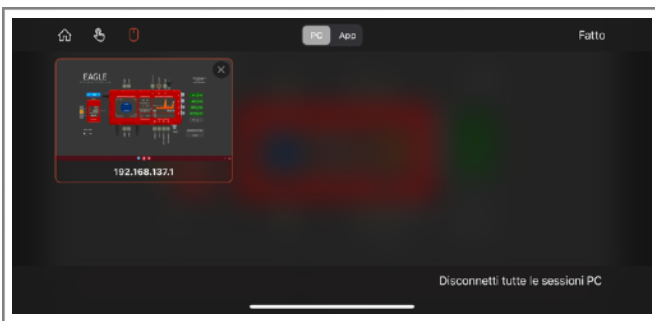 PC App
Fatto
EAGLE
192.168.137.1
Disconnetti tutte le sessioni PC